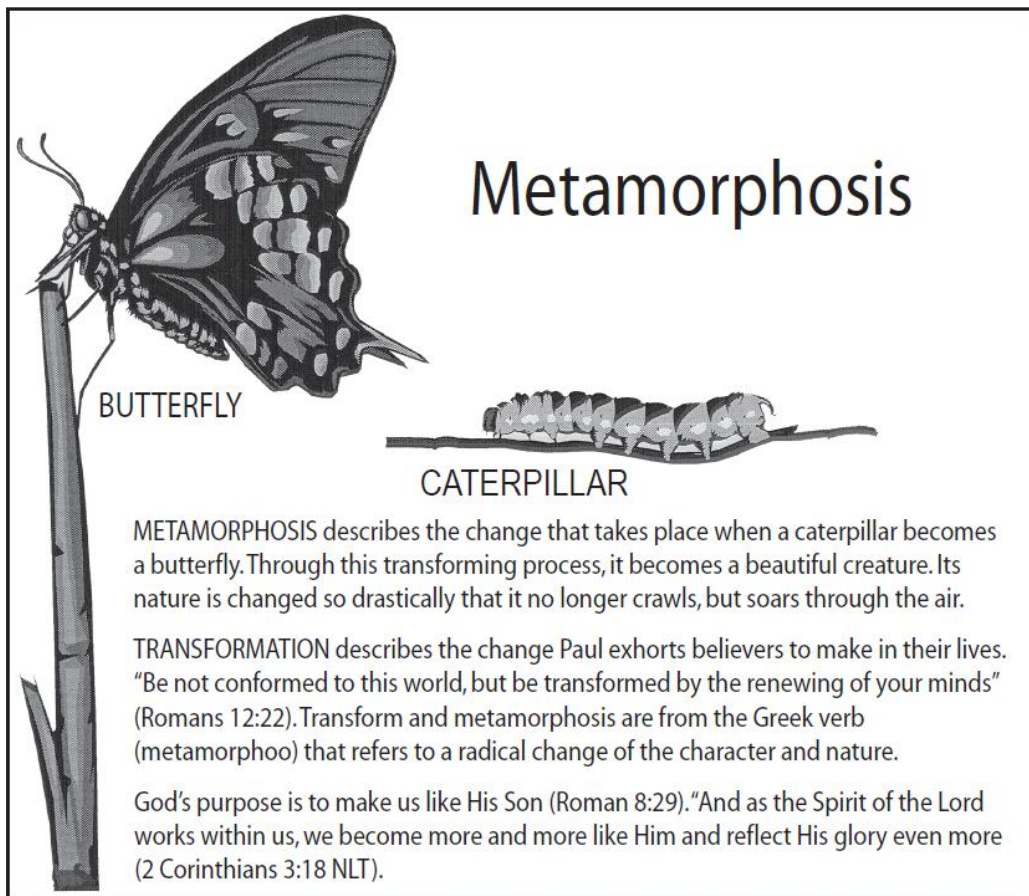 Metamorphosis
BUTTERFLY
CATERPILLAR
METAMORPHOSIS describes the change that takes place when a caterpillar becomes
a butterfly. Through this transforming process, it becomes a beautiful creature. Its
nature is changed so drastically that it no longer crawls, but soars through the air.
TRANSFORMATION describes the change Paul exhorts believers to make in their lives.
“Be not conformed to this world, but be transformed by the renewing of your minds”
(Romans 12:22). Transform and metamorphosis are from the Greek verb
(metamorphoo) that refers to a radical change of the character and nature.
God’s purpose is to make us like His Son (Roman 8:29). “And as the Spirit of the Lord
works within us, we become more and more like Him and reflect His glory even more
(2 Corinthians 3:18 NLT).